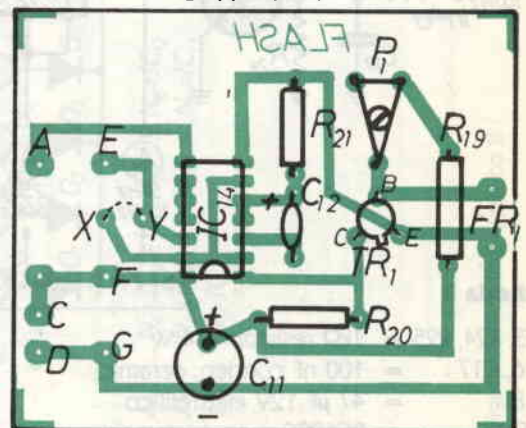 FLASH
P1
A
E
R21
R19
B
IC14
+
C12
X
Y
C
E
FR1
TR1
F
C
+
R20
D
G
C11
−